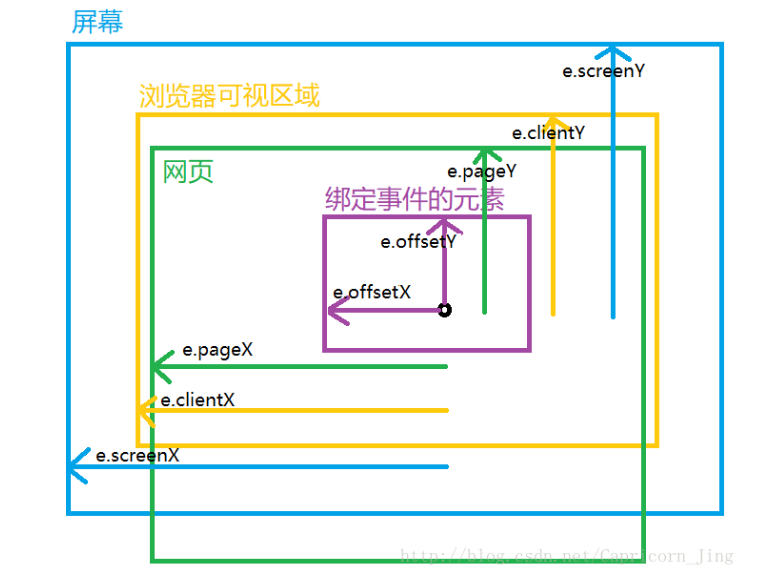 屏幕
e.screenY
浏览器可视区域
e.clientY
网页
e.pageY
绑定事件的元素
e.offsetY
e.offsetX
e.pageX
e.clientX
e.screenX
http://blog.csdn.net/Capricorn_Jing